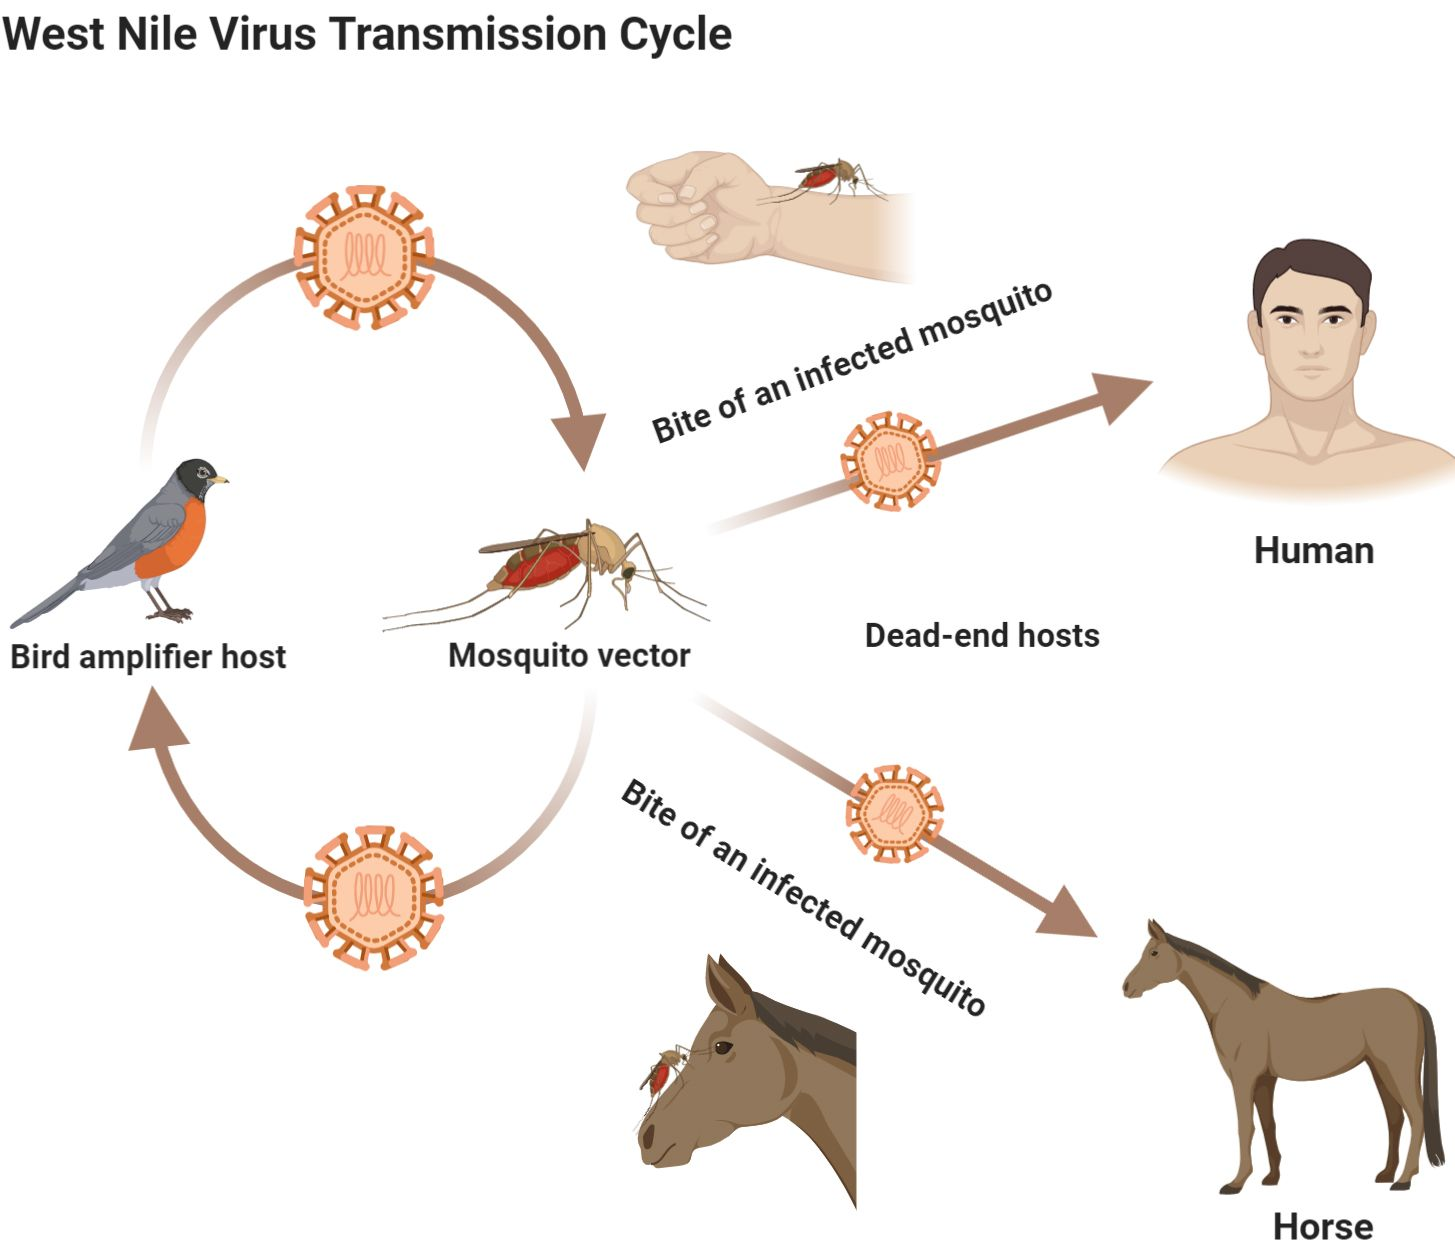 West Nile Virus Transmission Cycle
Bite of an infected mosquito
Human
Dead-end hosts
Bird amplifier host
Mosquito vector
Bite of an infected mosquito
Horse